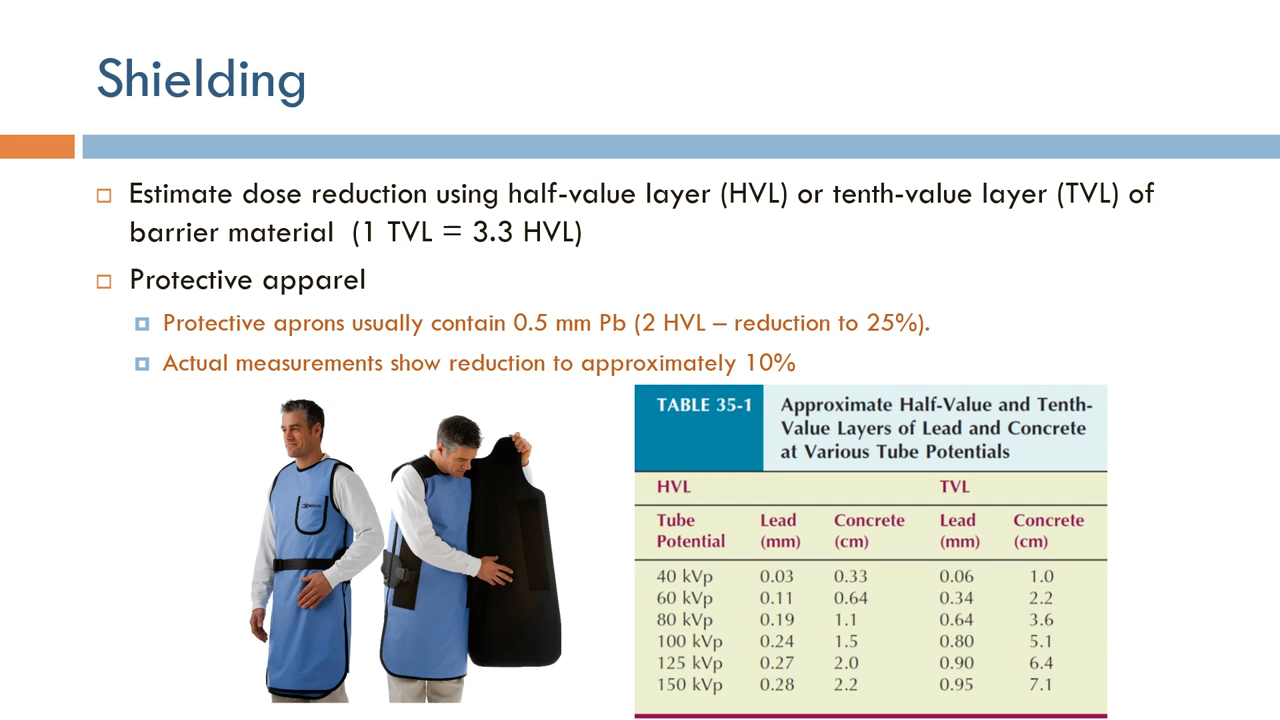 Shielding
Estimate dose reduction using half-value layer (HVL) or tenth-value layer (TVL) of
barrier material (1 TVL = 3.3 HVL)
Protective apparel
Protective aprons usually contain 0.5 mm Pb (2 HVL – reduction to 25%).
Actual measurements show reduction to approximately 10%
TABLE 35-1
Approximate Half-Value and Tenth-
Value Layers of Lead and Concrete
at Various Tube Potentials
HVL TVL
Tube Lead Concrete Lead Concrete
Potential (mm) (cm) (mm) (cm)
40 kVp 0.03 0.33 0.06 1.0
60 kVp 0.11 0.64 0.34 2.2
80 kVp 0.19 1.1 0.64 3.6
100 kVp 0.24 1.5 0.80 5.1
125 kVp 0.27 2.0 0.90 6.4
150 kVp 0.28 2.2 0.95 7.1